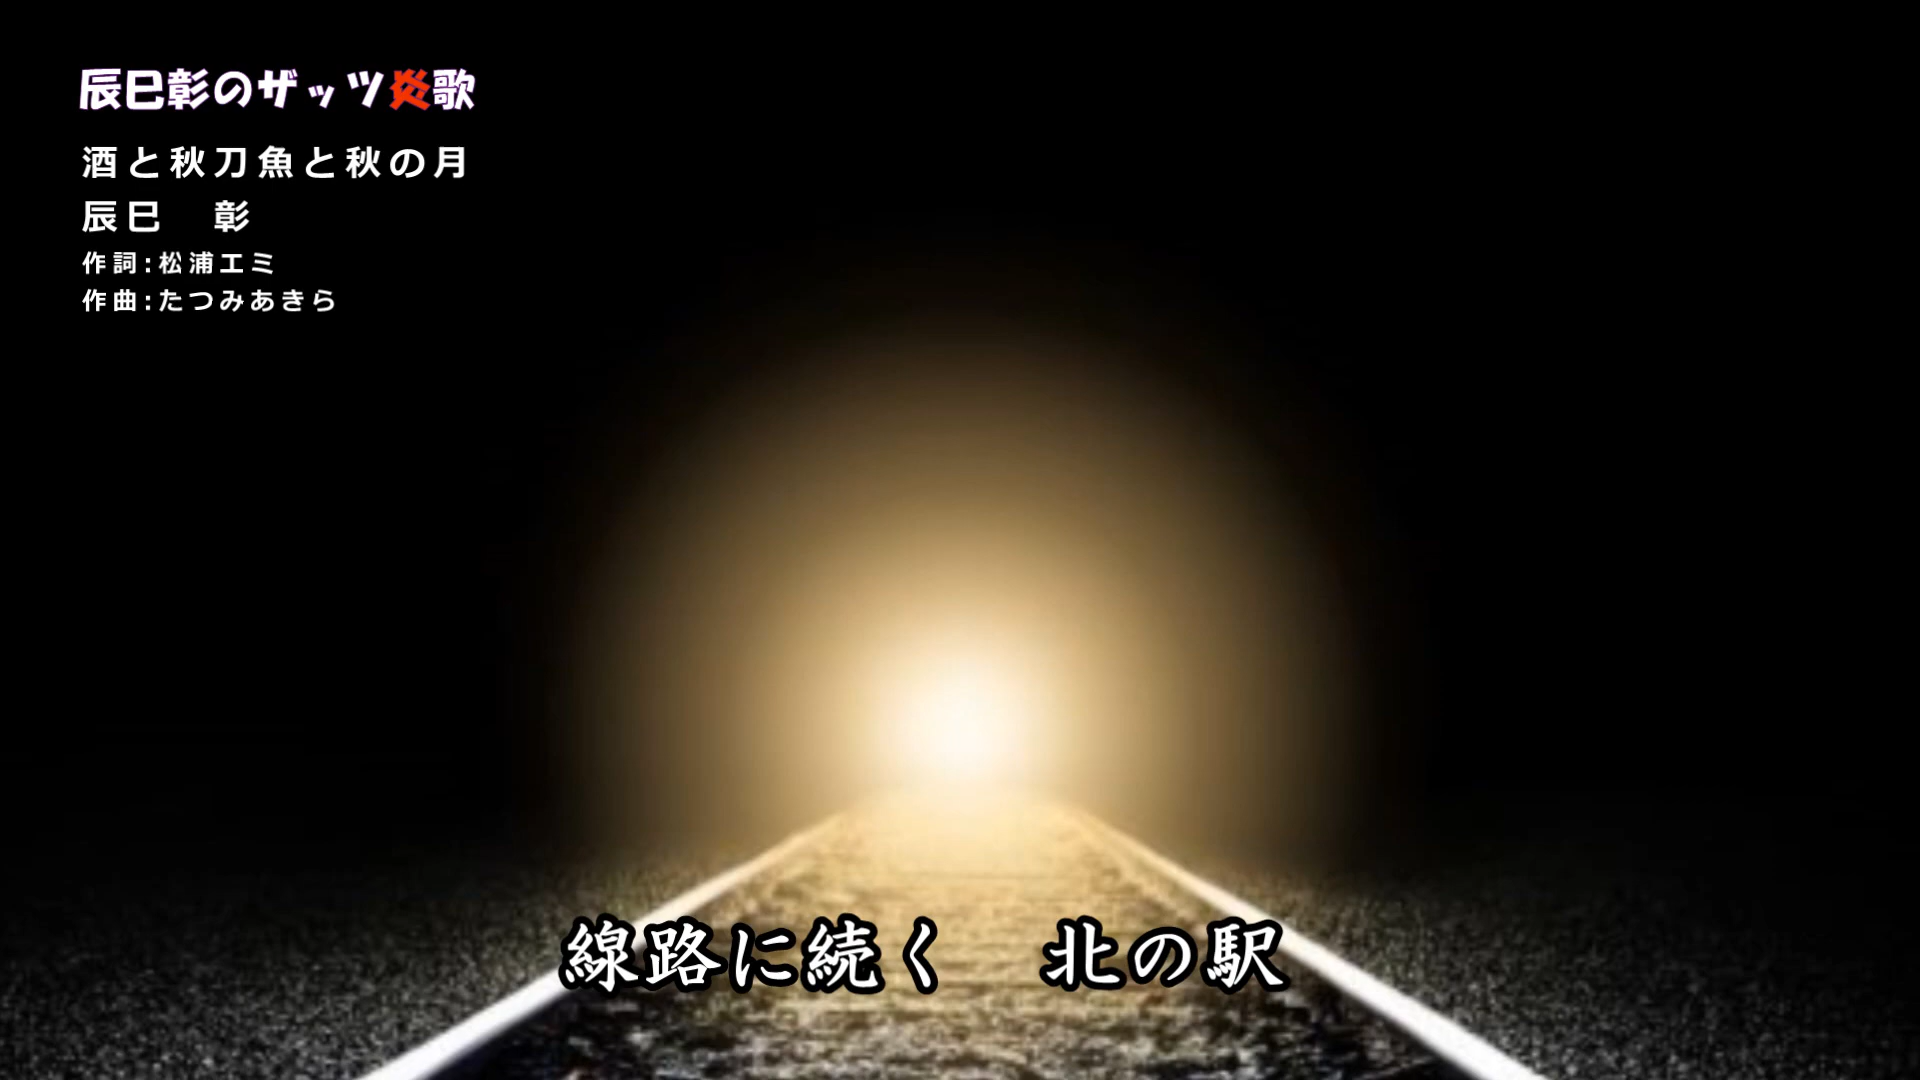 辰巳彰のザッツ炎歌
酒と秋刀魚と秋の月
辰巳　彰
作詞:松浦エミ
作曲:たつみあきら
線路に続く　北の駅